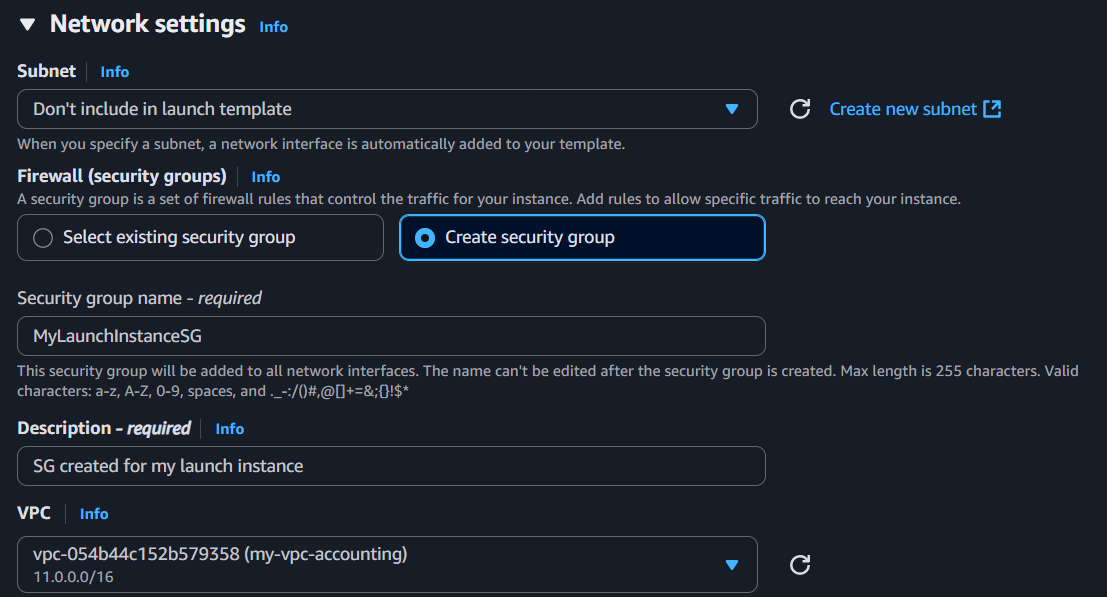 Network settings Info
Subnet Info
Don't include in launch template
Create new subnet
When you specify a subnet, a network interface is automatically added to your template.
Firewall (security groups) Info
A security group is a set of firewall rules that control the traffic for your instance. Add rules to allow specific traffic to reach your instance.
Select existing security group
Create security group
Security group name - required
MyLaunchInstanceSG
This security group will be added to all network interfaces. The name can't be edited after the security group is created. Max length is 255 characters. Valid
characters: a-z, A-Z, 0-9, spaces, and ._-:/()#,@[]+=&;{}!$*
Description - required Info
SG created for my launch instance
VPC Info
vpc-054b44c152b579358 (my-vpc-accounting)
11.0.0.0/16